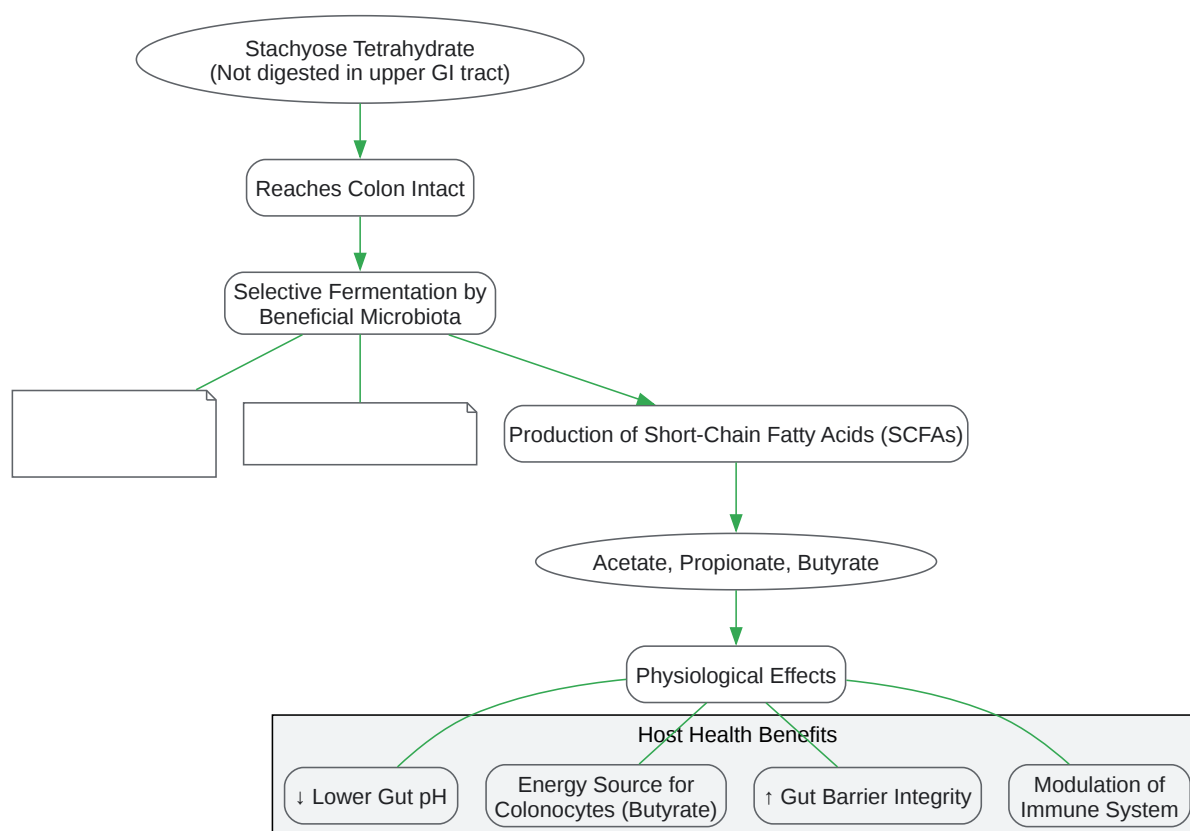 Stachyose Tetrahydrate
(Not digested in upper GI tract)
Reaches Colon Intact
Selective Fermentation by
Beneficial Microbiota
Production of Short-Chain Fatty Acids (SCFAs)
Acetate, Propionate, Butyrate
Physiological Effects
Host Health Benefits
↓ Lower Gut pH
Energy Source for
Colonocytes (Butyrate)
↑ Gut Barrier Integrity
Modulation of
Immune System